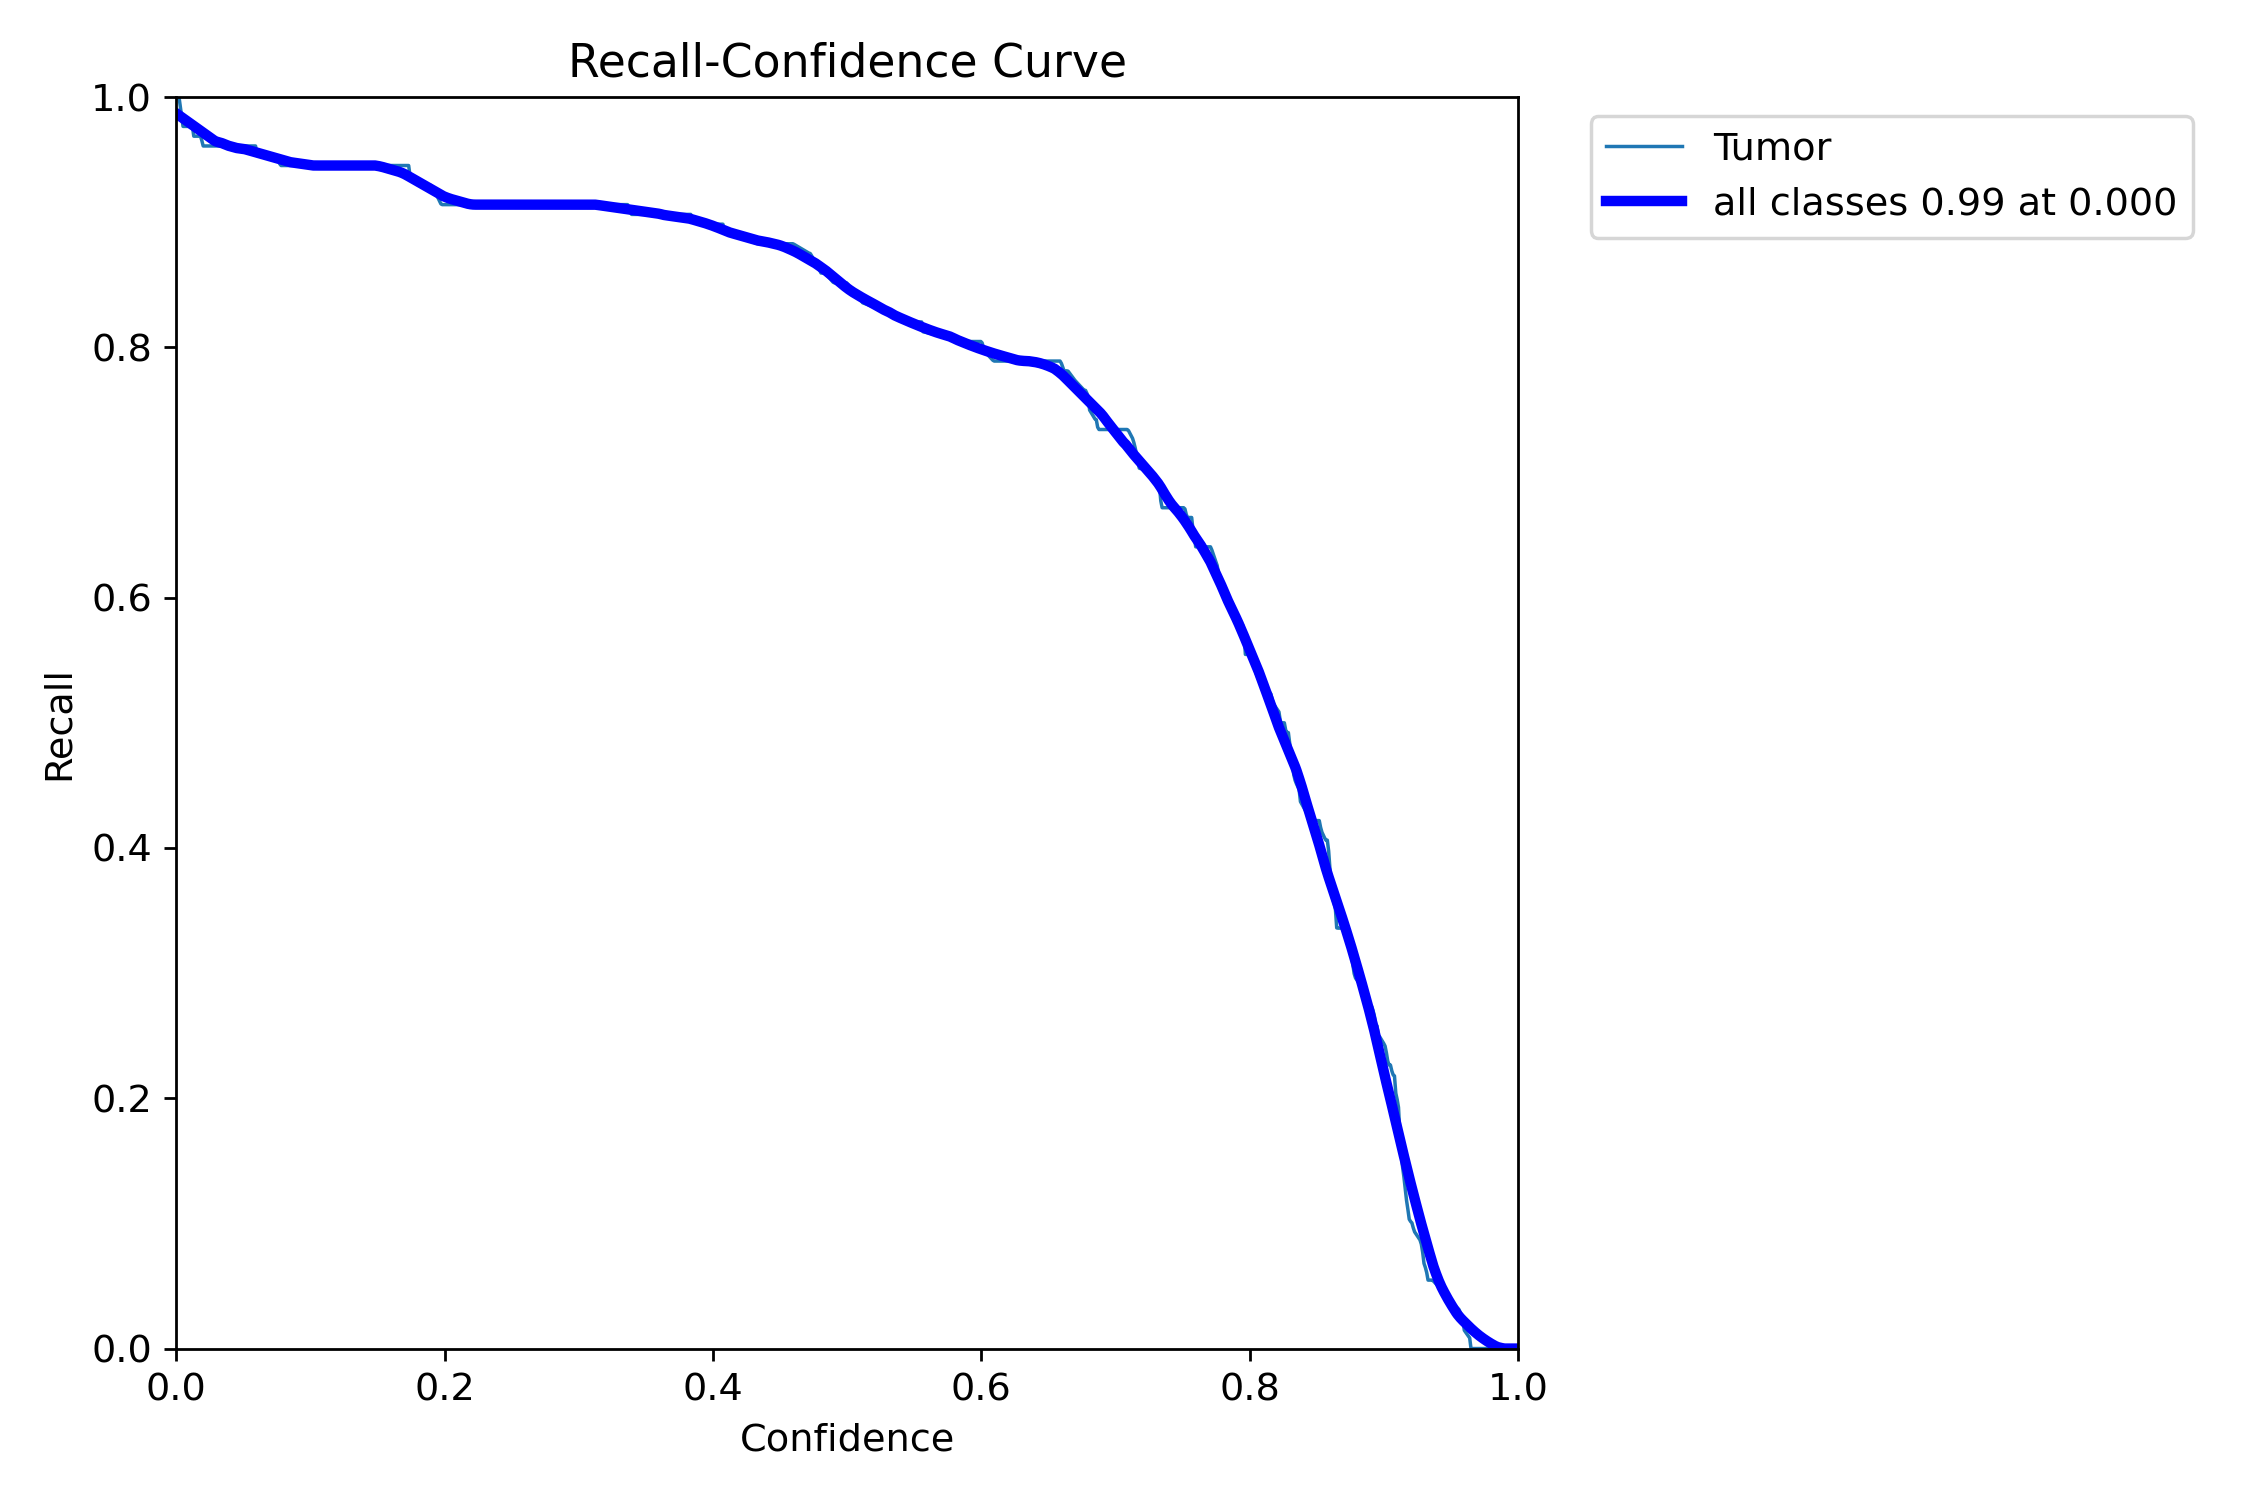 Recall-Confidence Curve
1.0
0.8
0.6
0.4
0.2
0.0
Recall
0.0 0.2 0.4 0.6 0.8 1.0
Confidence
Tumor
all classes 0.99 at 0.000